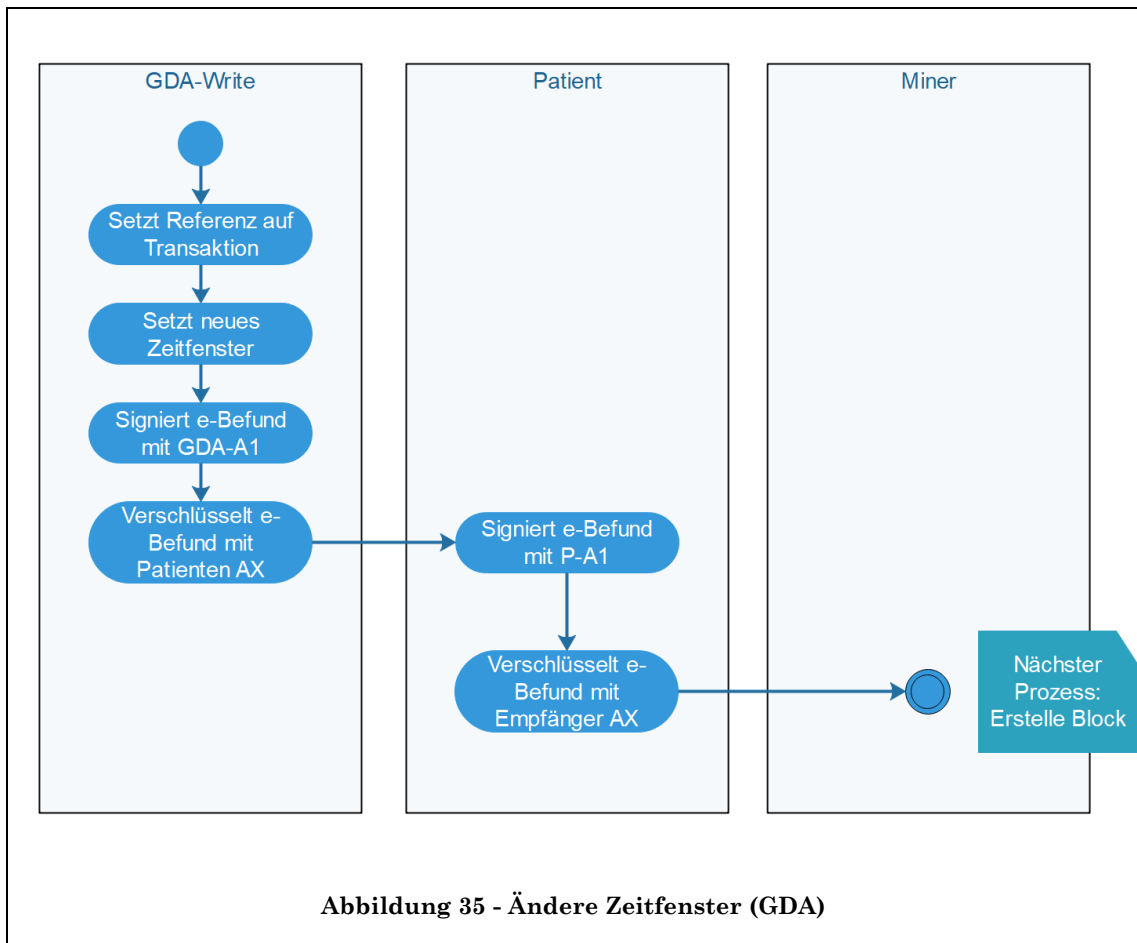 GDA-Write
Setzt Referenz auf
Transaktion
Setzt neues
Zeitfenster
Signiert e-Befund
mit GDA-A1
Verschlüsselt e-
Befund mit
Patienten AX
Patient
Signiert e-Befund
mit P-A1
Verschlüsselt e-
Befund mit
Empfänger AX
Miner
Nächster
Prozess:
Erstelle Block
Abbildung 35 - Ändere Zeitfenster (GDA)